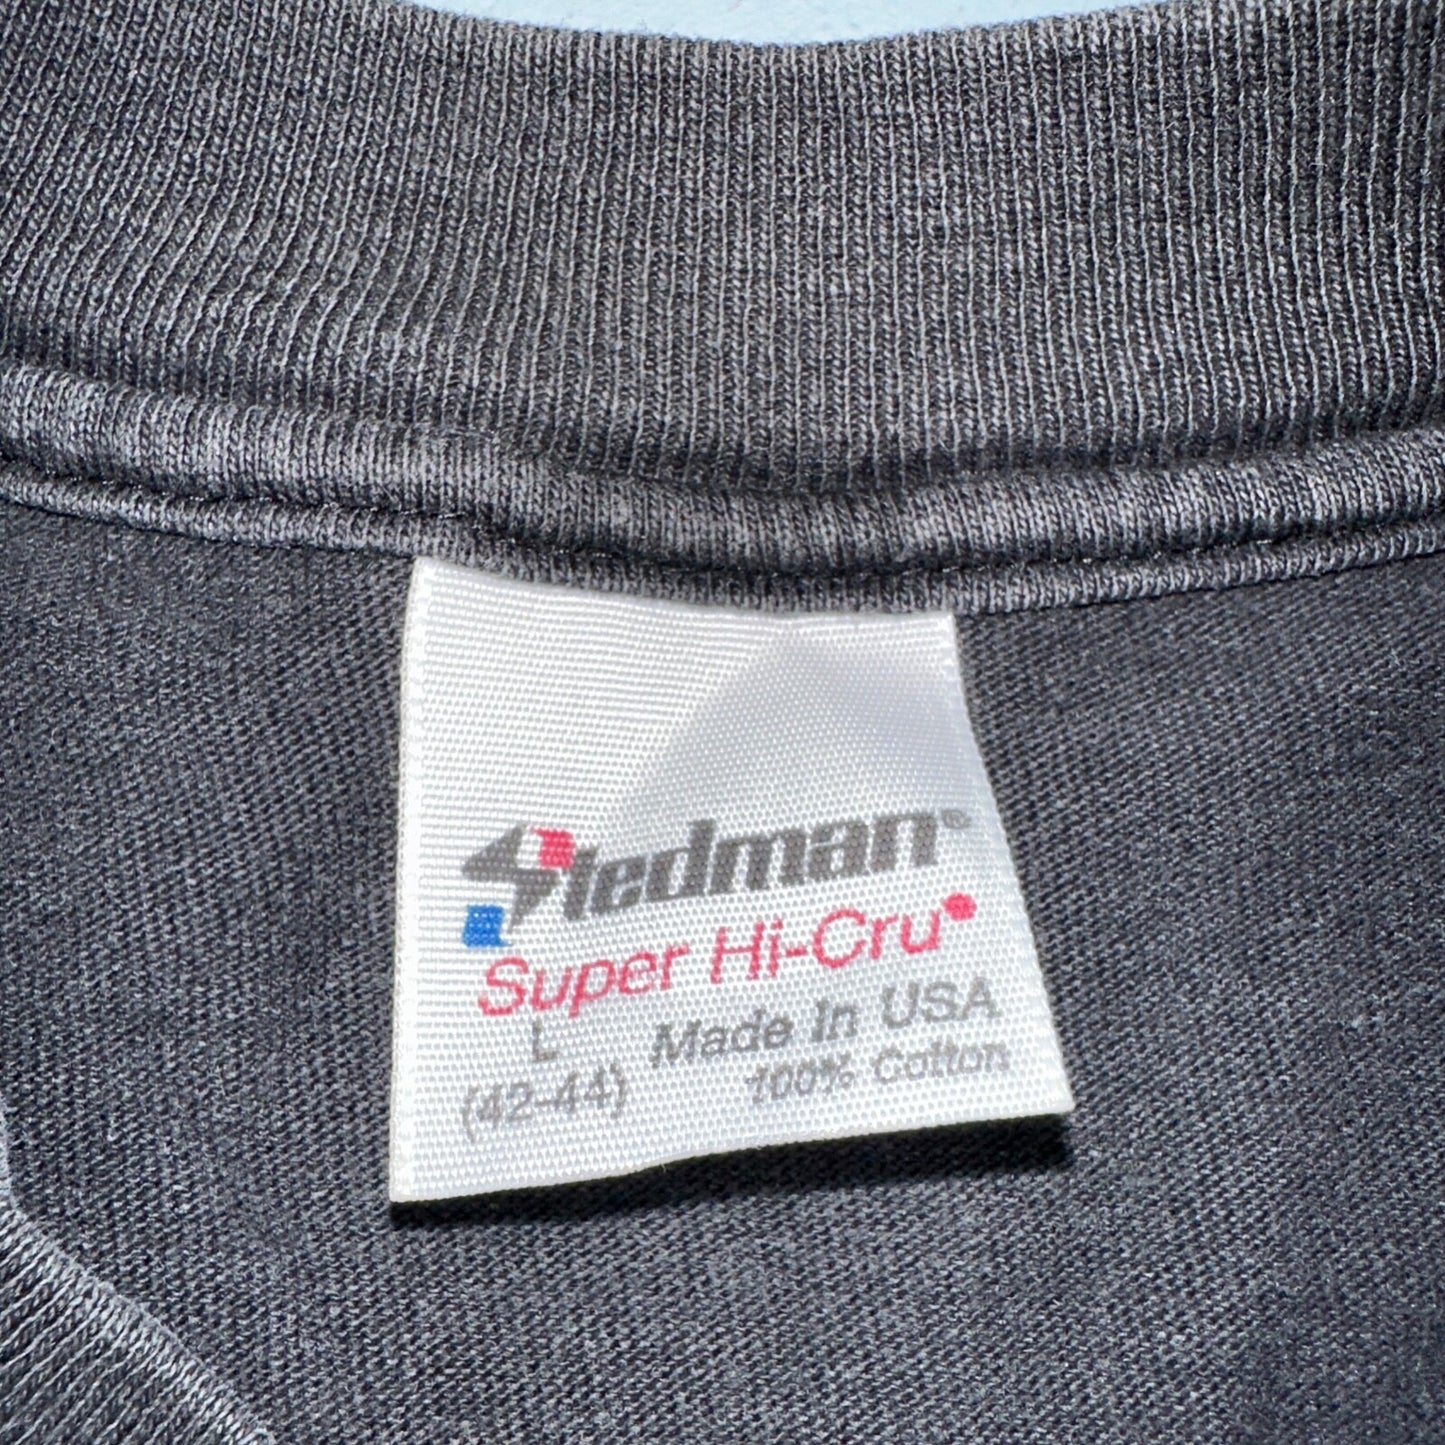 Stedman®
Super Hi-Cru
L Made In USA
(42-44) 100% Cotton